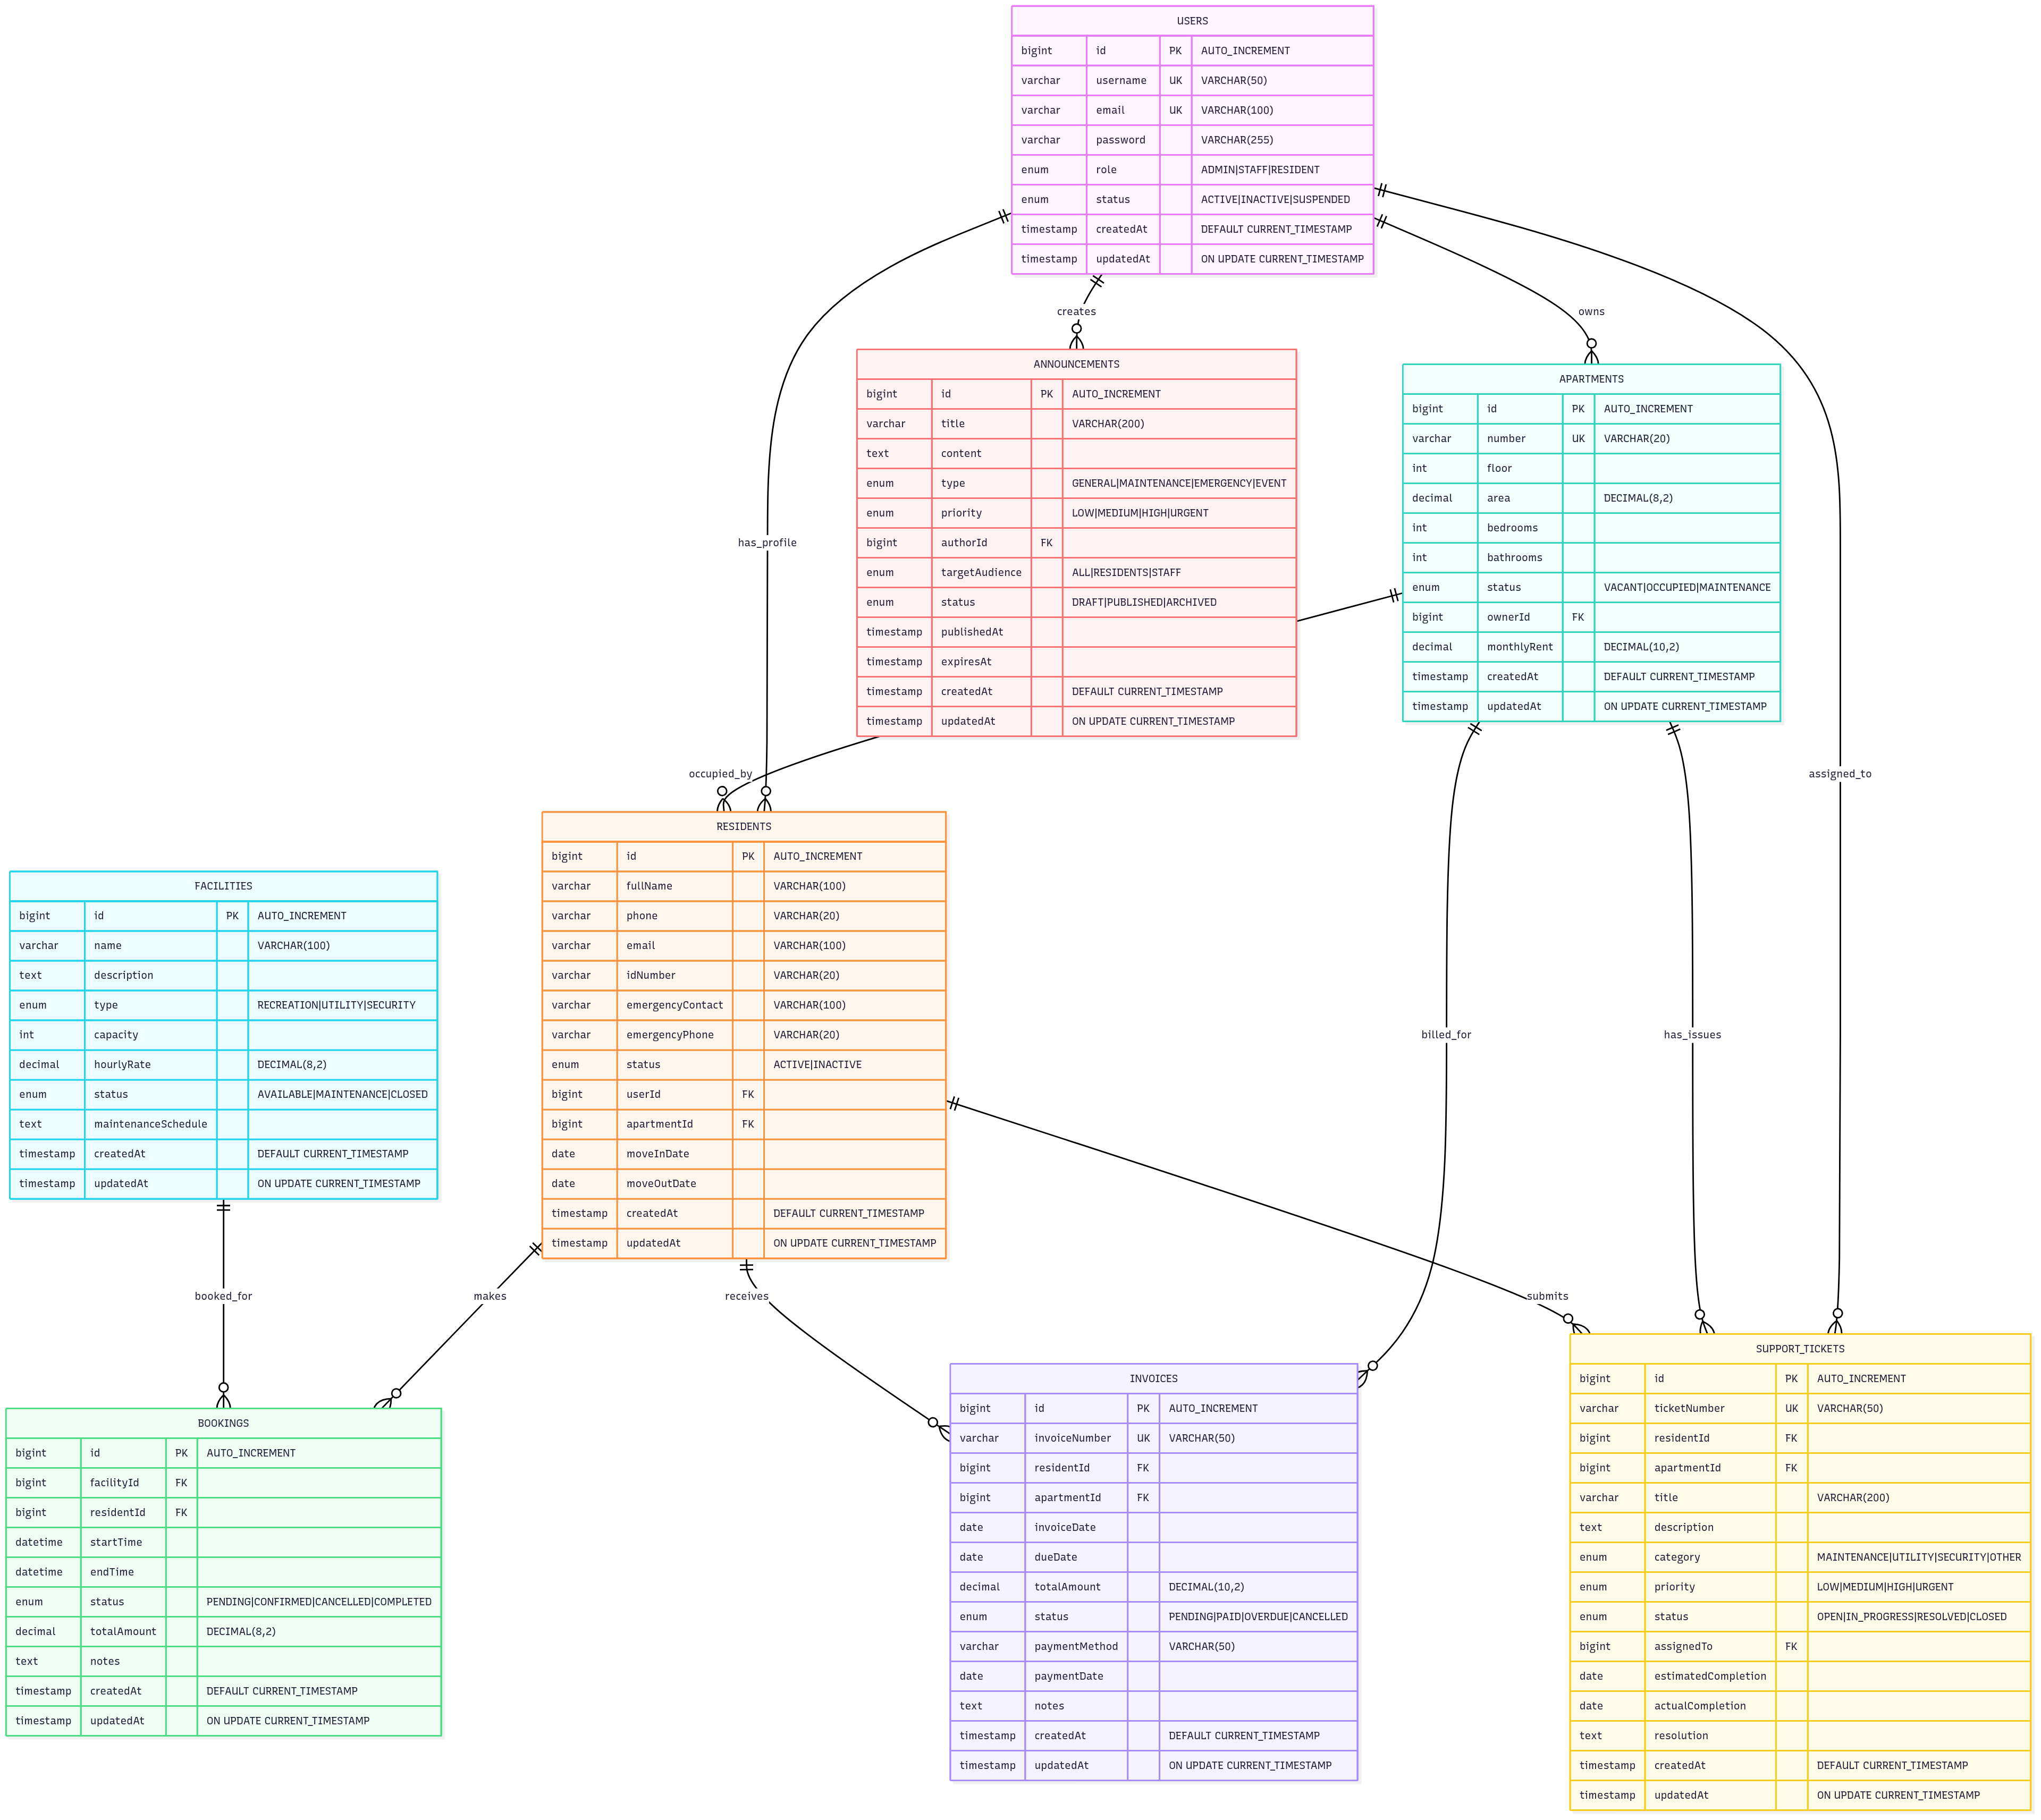 USERS
bigint id PK AUTO_INCREMENT
varchar username UK VARCHAR(50)
varchar email UK VARCHAR(100)
varchar password VARCHAR(255)
enum role ADMIN|STAFF|RESIDENT
enum status ACTIVE|INACTIVE|SUSPENDED
timestamp createdAt DEFAULT CURRENT_TIMESTAMP
timestamp updatedAt ON UPDATE CURRENT_TIMESTAMP
creates
owns
ANNOUNCEMENTS
bigint id PK AUTO_INCREMENT
varchar title VARCHAR(200)
text content
enum type GENERAL|MAINTENANCE|EMERGENCY|EVENT
enum priority LOW|MEDIUM|HIGH|URGENT
bigint authorId FK
enum targetAudience ALL|RESIDENTS|STAFF
enum status DRAFT|PUBLISHED|ARCHIVED
timestamp publishedAt
timestamp expiresAt
timestamp createdAt DEFAULT CURRENT_TIMESTAMP
timestamp updatedAt ON UPDATE CURRENT_TIMESTAMP
APARTMENTS
bigint id PK AUTO_INCREMENT
varchar number UK VARCHAR(20)
int floor
decimal area DECIMAL(8,2)
int bedrooms
int bathrooms
enum status VACANT|OCCUPIED|MAINTENANCE
bigint ownerId FK
decimal monthlyRent DECIMAL(10,2)
timestamp createdAt DEFAULT CURRENT_TIMESTAMP
timestamp updatedAt ON UPDATE CURRENT_TIMESTAMP
has_profile
occupied_by
assigned_to
RESIDENTS
bigint id PK AUTO_INCREMENT
varchar fullName VARCHAR(100)
varchar phone VARCHAR(20)
varchar email VARCHAR(100)
varchar idNumber VARCHAR(20)
varchar emergencyContact VARCHAR(100)
varchar emergencyPhone VARCHAR(20)
enum status ACTIVE|INACTIVE
bigint userId FK
bigint apartmentId FK
date moveInDate
date moveOutDate
timestamp createdAt DEFAULT CURRENT_TIMESTAMP
timestamp updatedAt ON UPDATE CURRENT_TIMESTAMP
FACILITIES
bigint id PK AUTO_INCREMENT
varchar name VARCHAR(100)
text description
enum type RECREATION|UTILITY|SECURITY
int capacity
decimal hourlyRate DECIMAL(8,2)
enum status AVAILABLE|MAINTENANCE|CLOSED
text maintenanceSchedule
timestamp createdAt DEFAULT CURRENT_TIMESTAMP
timestamp updatedAt ON UPDATE CURRENT_TIMESTAMP
billed_for
has_issues
booked_for
makes
receives
submits
BOOKINGS
bigint id PK AUTO_INCREMENT
bigint facilityId FK
bigint residentId FK
datetime startTime
datetime endTime
enum status PENDING|CONFIRMED|CANCELLED|COMPLETED
decimal totalAmount DECIMAL(8,2)
text notes
timestamp createdAt DEFAULT CURRENT_TIMESTAMP
timestamp updatedAt ON UPDATE CURRENT_TIMESTAMP
INVOICES
bigint id PK AUTO_INCREMENT
varchar invoiceNumber UK VARCHAR(50)
bigint residentId FK
bigint apartmentId FK
date invoiceDate
date dueDate
decimal totalAmount DECIMAL(10,2)
enum status PENDING|PAID|OVERDUE|CANCELLED
varchar paymentMethod VARCHAR(50)
date paymentDate
text notes
timestamp createdAt DEFAULT CURRENT_TIMESTAMP
timestamp updatedAt ON UPDATE CURRENT_TIMESTAMP
SUPPORT_TICKETS
bigint id PK AUTO_INCREMENT
varchar ticketNumber UK VARCHAR(50)
bigint residentId FK
bigint apartmentId FK
varchar title VARCHAR(200)
text description
enum category MAINTENANCE|UTILITY|SECURITY|OTHER
enum priority LOW|MEDIUM|HIGH|URGENT
enum status OPEN|IN_PROGRESS|RESOLVED|CLOSED
bigint assignedTo FK
date estimatedCompletion
date actualCompletion
text resolution
timestamp createdAt DEFAULT CURRENT_TIMESTAMP
timestamp updatedAt ON UPDATE CURRENT_TIMESTAMP